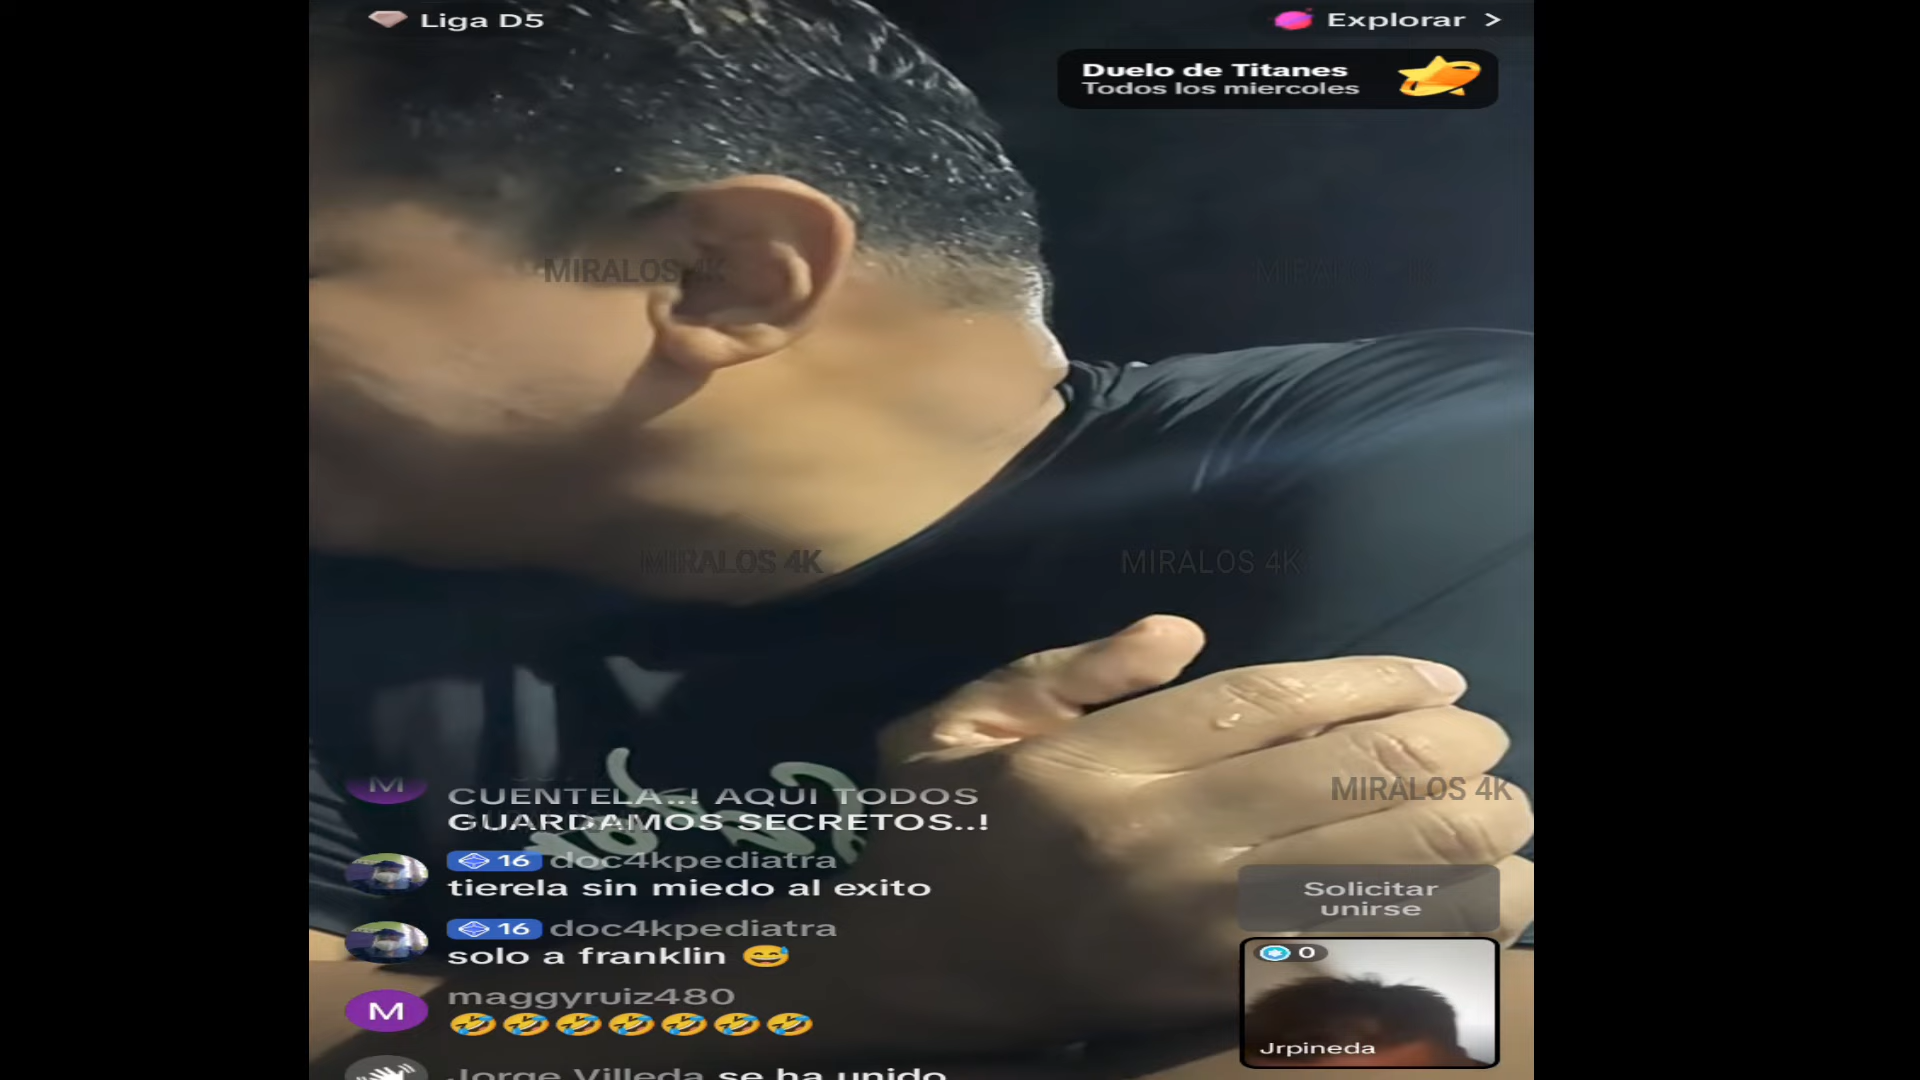 Liga D5
Explorar >
Duelo de Titanes
Todos los miercoles
MIRALOS 4K
MIRALOS 4K
MIRALOS 4K
MIRALOS 4K
MIRALOS 4K
M
CUENTELA..! AQUI TODOS
GUARDAMOS SECRETOS..!
16 doc4kpediatra
tierela sin miedo al exito
16 doc4kpediatra
solo a franklin 😅
M maggyruiz480
🤣🤣🤣🤣🤣🤣🤣
Jorge Villeda se ha unido
Solicitar
unirse
0
Jrpineda